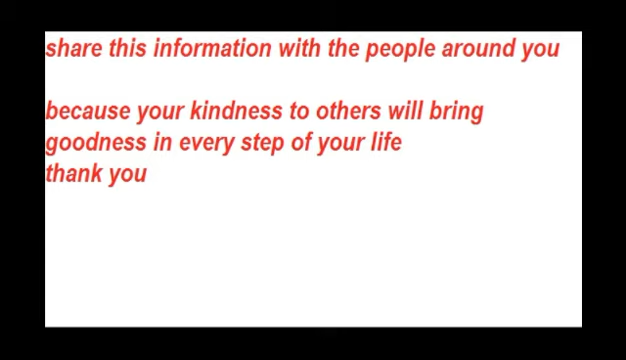 share this information with the people around you
because your kindness to others will bring
goodness in every step of your life
thank you